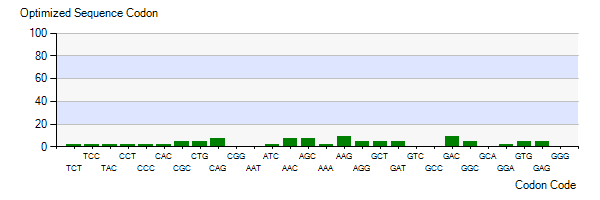 Optimized Sequence Codon
100
80
60
40
20
0
TCC CCT CAC CTG CGG ATC AGC AAG GCT GTC GAC GCA GTG GGG
TCT TAC CCC CGC CAG AAT AAC AAA AGG GAT GCC GGC GGA GAG
Codon Code